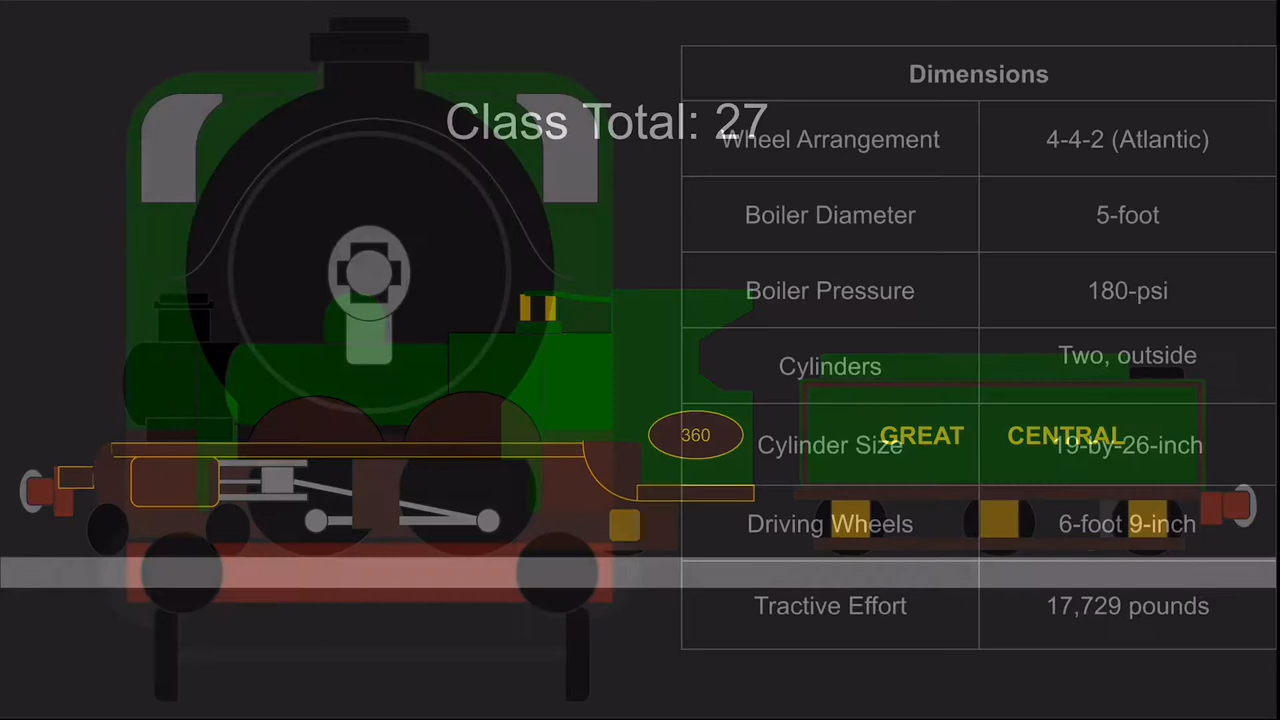 Class Total: 27
Dimensions
Wheel Arrangement 4-4-2 (Atlantic)
Boiler Diameter 5-foot
Boiler Pressure 180-psi
Cylinders Two, outside
Cylinder Size 19-by-26-inch
Driving Wheels 6-foot 9-inch
Tractive Effort 17,729 pounds
360
GREAT CENTRAL